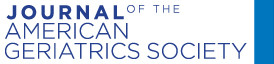 JOURNAL OF THE
AMERICAN
GERIATRICS SOCIETY